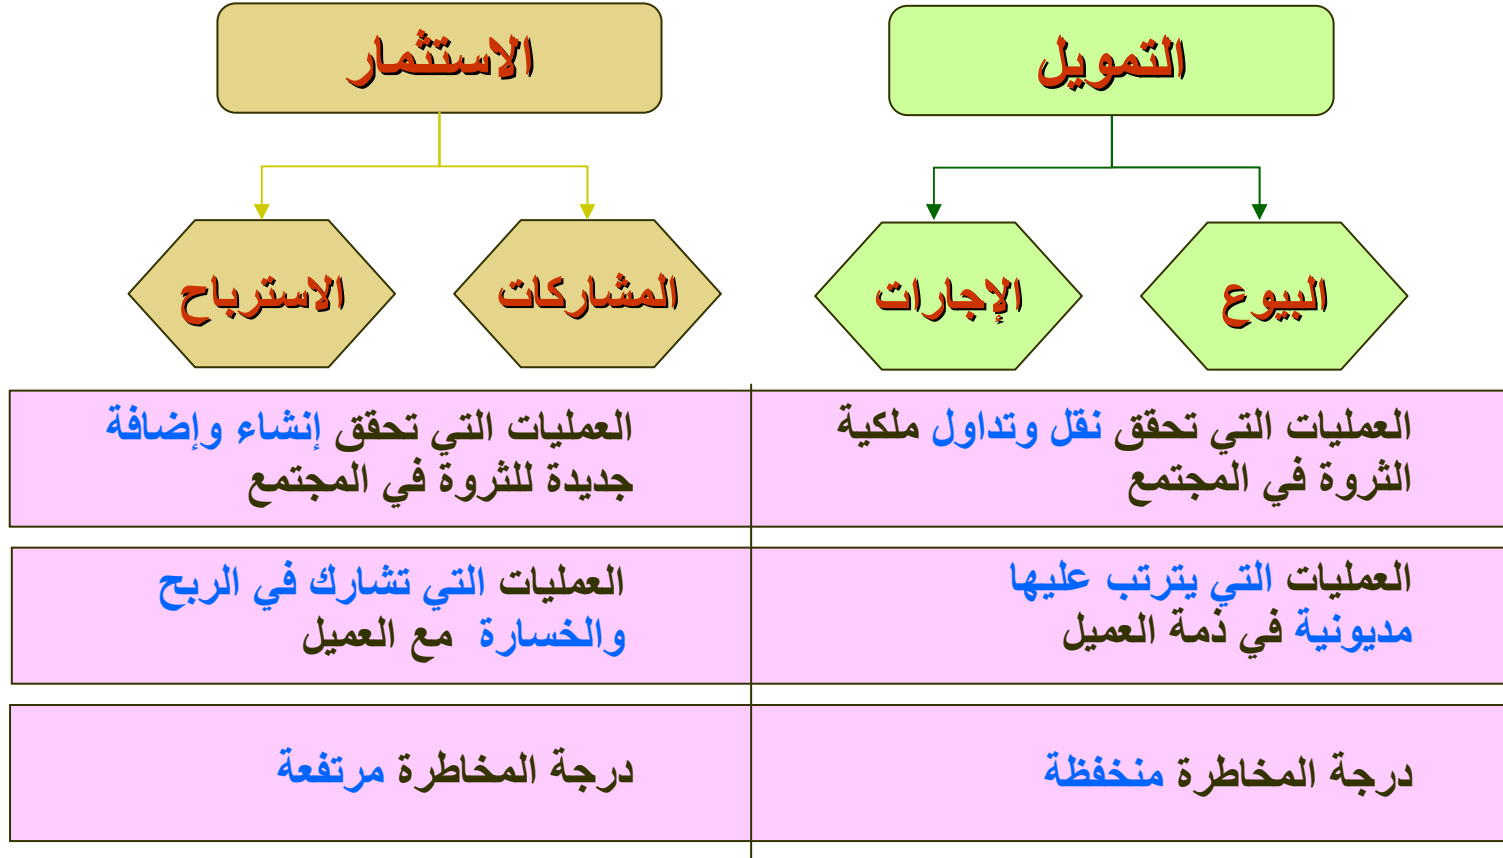 التمويل
الاستثمار
البيوع
الإجارات
المشاركات
الاسترباح
العمليات التي تحقق نقل وتداول ملكية
الثروة في المجتمع
العمليات التي تحقق إنشاء وإضافة
جديدة للثروة في المجتمع
العمليات التي يترتب عليها
مديونية في ذمة العميل
العمليات التي تشارك في الربح
والخسارة مع العميل
درجة المخاطرة منخفظة
درجة المخاطرة مرتفعة